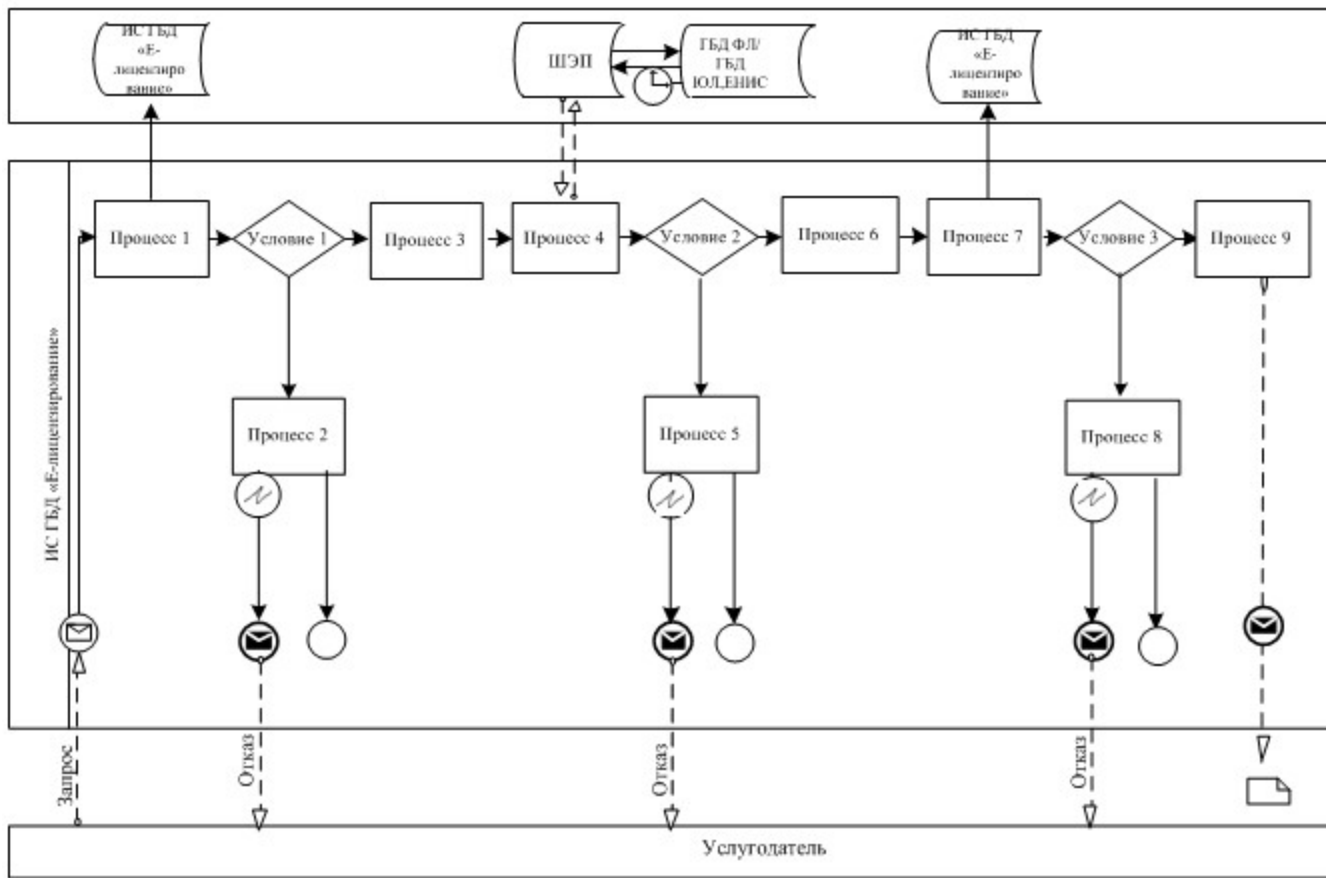 ИС ГБД
«Е-
лицензиро
вание»
ШЭП
ГБД ФЛ/
ГБД
ЮЛ,ЕНИС
ИС ГБД
«Е-
лицензиро
вание»
ИС ГБД «Е-лицензирование»
Процесс 1
Условие 1
Процесс 3
Процесс 4
Условие 2
Процесс 6
Процесс 7
Условие 3
Процесс 9
Процесс 2
Процесс 5
Процесс 8
Запрос
Отказ
Отказ
Отказ
Услугодатель